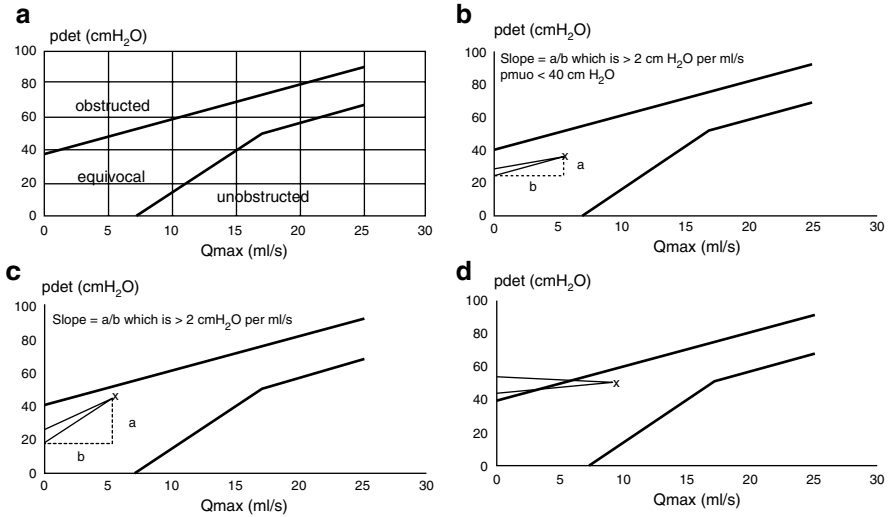 a
pdet (cmH₂O)
100
80
60
40
20
0
obstructed
equivocal
unobstructed
0 5 10 15 20 25 30
Qmax (ml/s)
b
pdet (cmH₂O)
100
80
60
40
20
0
Slope = a/b which is > 2 cm H₂O per ml/s
pmuo < 40 cm H₂O
x
a
b
0 5 10 15 20 25 30
Qmax (ml/s)
c
pdet (cmH₂O)
100
80
60
40
20
0
Slope = a/b which is > 2 cmH₂O per ml/s
x
a
b
0 5 10 15 20 25 30
Qmax (ml/s)
d
pdet (cmH₂O)
100
80
60
40
20
0
x
0 5 10 15 20 25 30
Qmax (ml/s)